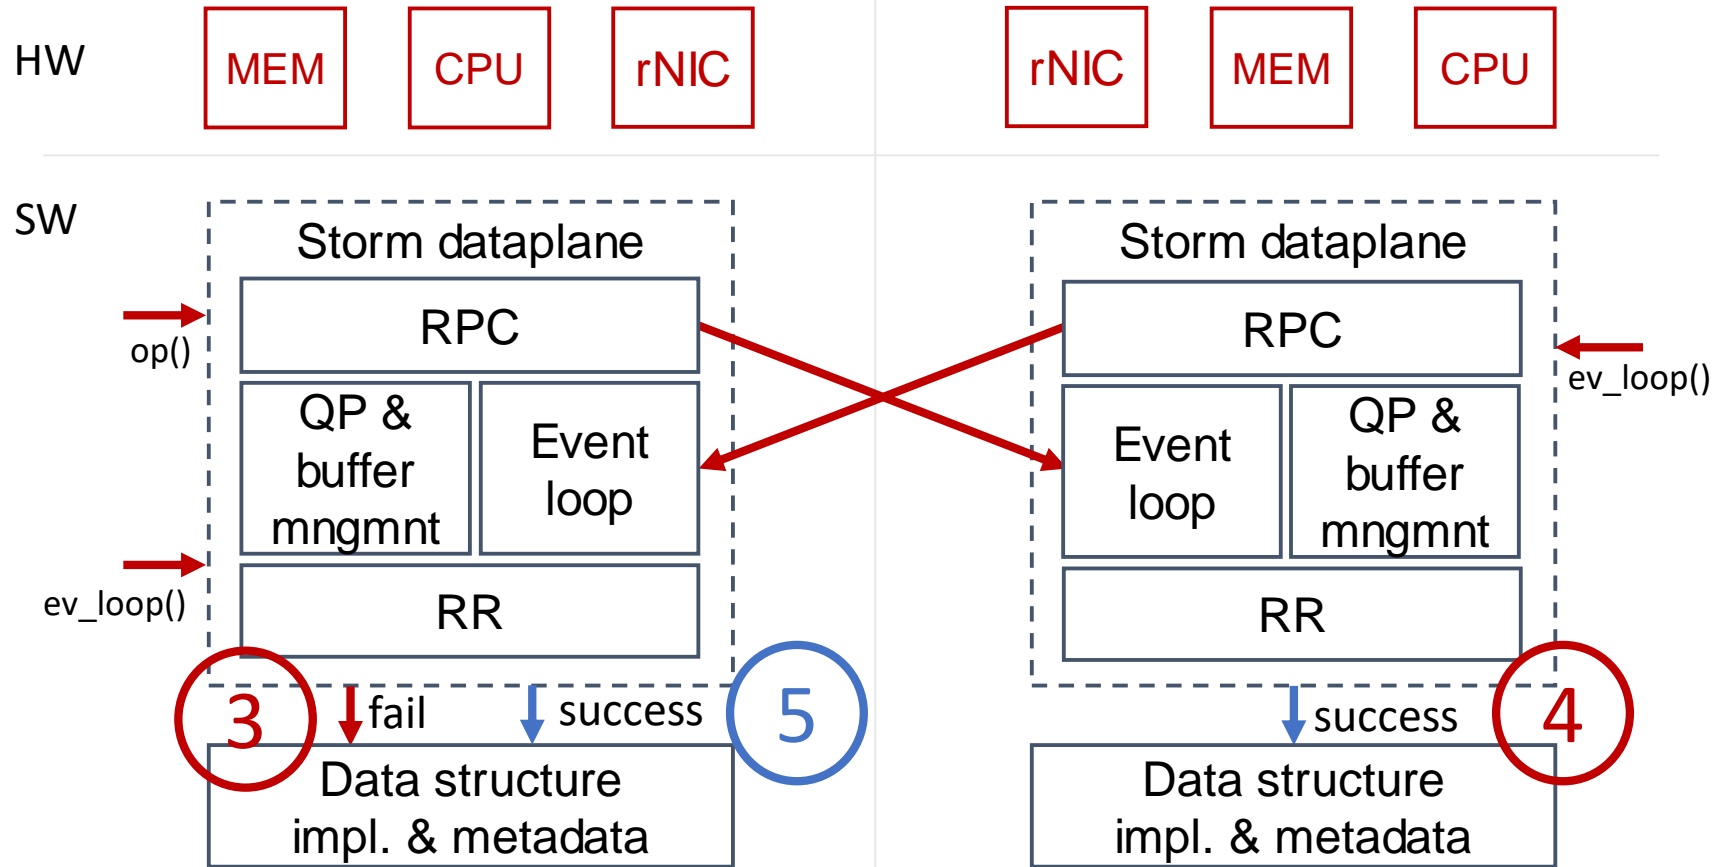 HW
MEM
CPU
rNIC
rNIC
MEM
CPU
SW
Storm dataplane
RPC
QP &
buffer
mngmnt
Event
loop
RR
op()
ev_loop()
Storm dataplane
RPC
Event
loop
QP &
buffer
mngmnt
RR
ev_loop()
3
fail
success
5
success
4
Data structure
impl. & metadata
Data structure
impl. & metadata